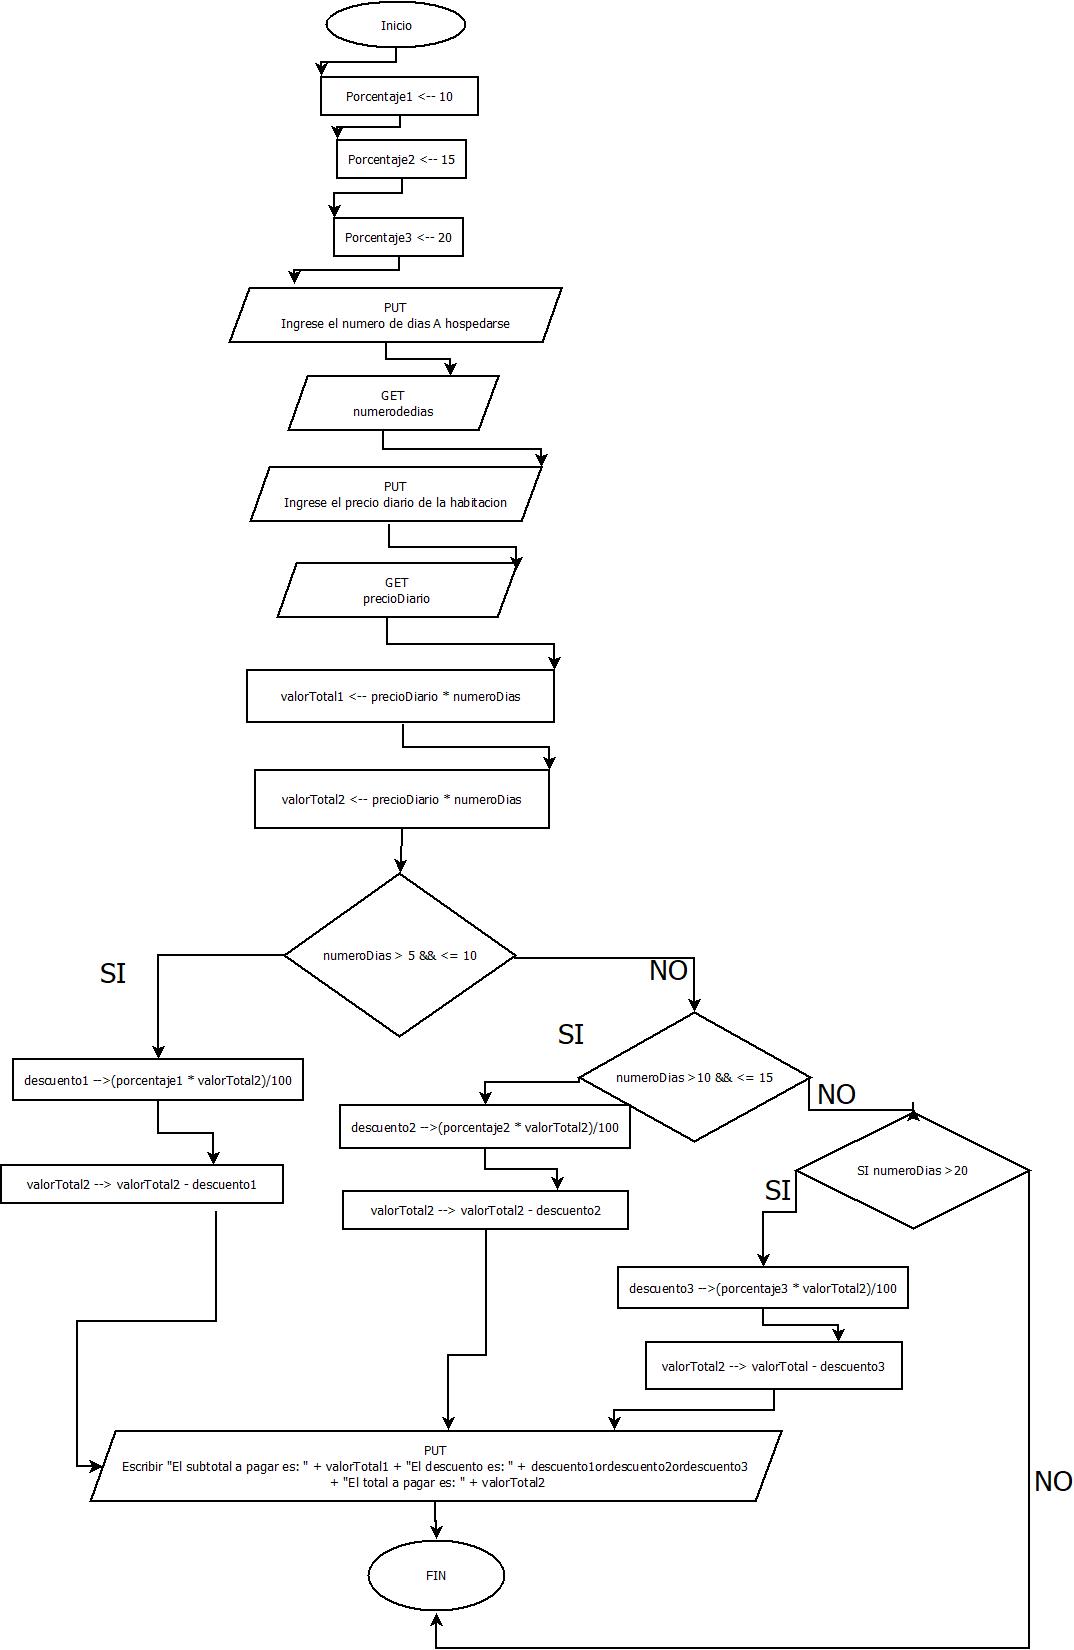 Inicio
Porcentaje1 <-- 10
Porcentaje2 <-- 15
Porcentaje3 <-- 20
PUT
Ingrese el numero de dias A hospedarse
GET
numerodedias
PUT
Ingrese el precio diario de la habitacion
GET
precioDiario
valorTotal1 <-- precioDiario * numeroDias
valorTotal2 <-- precioDiario * numeroDias
numeroDias > 5 && <= 10
SI
NO
SI
numeroDias >10 && <= 15
NO
descuento1 -->(porcentaje1 * valorTotal2)/100
descuento2 -->(porcentaje2 * valorTotal2)/100
SI numeroDias >20
SI
valorTotal2 --> valorTotal2 - descuento1
valorTotal2 --> valorTotal2 - descuento2
descuento3 -->(porcentaje3 * valorTotal2)/100
valorTotal2 --> valorTotal - descuento3
PUT
Escribir "El subtotal a pagar es: " + valorTotal1 + "El descuento es: " + descuento1ordescuento2ordescuento3
+ "El total a pagar es: " + valorTotal2
NO
FIN